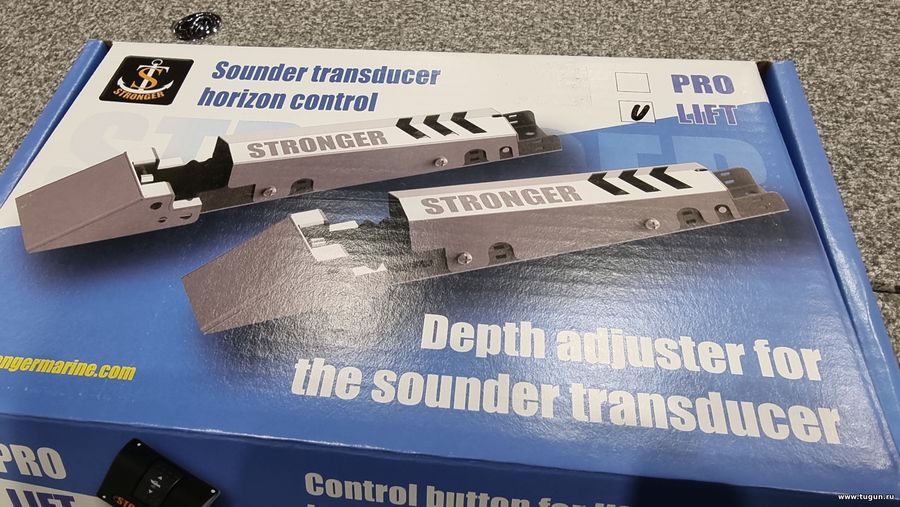 STRONGER
Sounder transducer
horizon control
PRO
LIFT
STRONGER
STRONGER
Depth adjuster for
the sounder transducer
ngermarine.com
PRO
LIFT
Control button for
www.tugun.ru